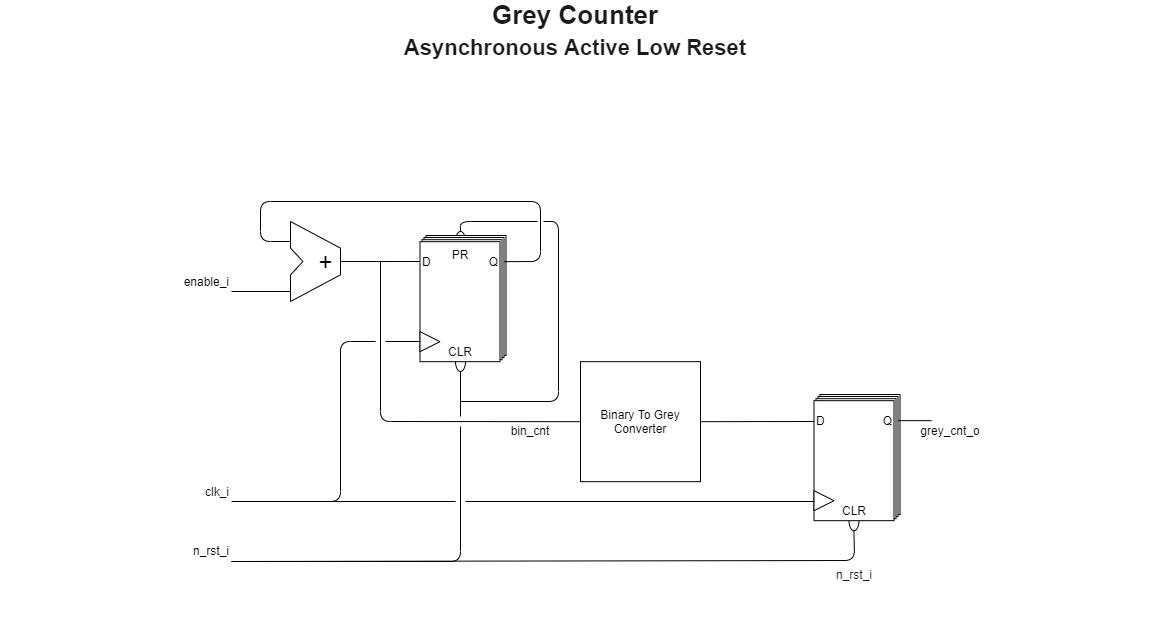 Grey Counter
Asynchronous Active Low Reset
PR
D
Q
+
enable_i
CLR
Binary To Grey
Converter
D
Q
bin_cnt
grey_cnt_o
clk_i
CLR
n_rst_i
n_rst_i